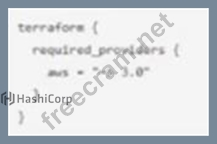 terraform {
required_providers {
aws = "~> 3.0"
}
HashiCorp
}
freecram.net